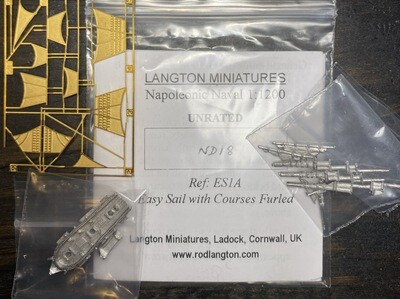 LANGTON MINIATURES
Napoleonic Naval 1:1200
UNRATED
ND18
Ref: ES1A
Easy Sail with Courses Furled
Langton Miniatures, Ladock, Cornwall, UK
www.rodlangton.com